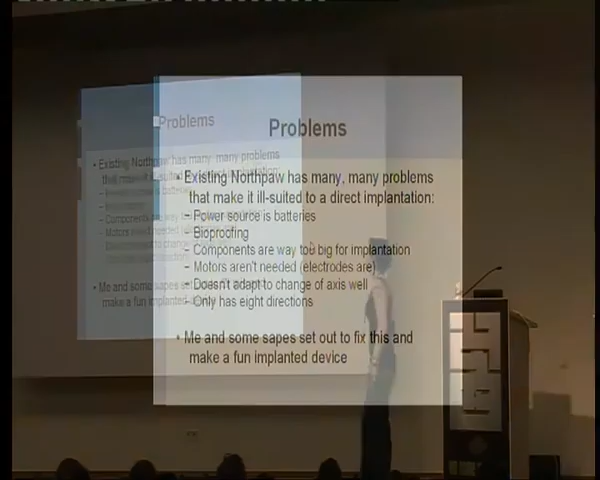 Problems
• Existing Northpaw has many, many problems
that make it ill-suited to a direct implantation:
– Power source is batteries
– Bioproofing
– Components are way too big for implantation
– Motors aren't needed (electrodes are)
– Doesn't adapt to change of axis well
– Only has eight directions
• Me and some sapes set out to fix this and
make a fun implanted device